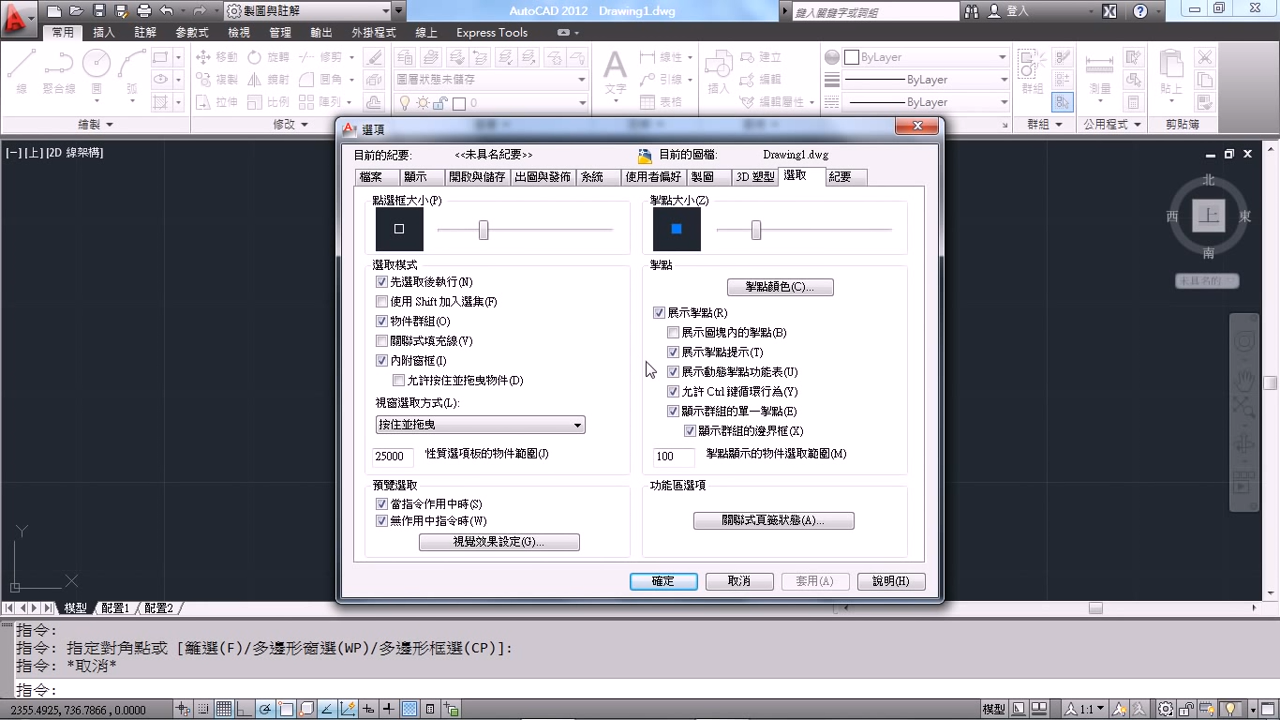 製圖與註解
AutoCAD 2012 Drawing1.dwg
鍵入關鍵字或詞組
登入
常用 插入 註解 參數式 檢視 管理 輸出 外掛程式 線上 Express Tools
線 聚合線 圓 弧
移動 旋轉 修剪
複製 鏡射 圓角
拉伸 比例 陣列
圖層狀態未儲存
0
文字
線性
引線
表格
插入
建立
編輯
編輯屬性
ByLayer
ByLayer
ByLayer
群組
測量
貼上
繪製 修改 群組 公用程式 剪貼簿
[−][上][2D 線架構]
北
西 上 東
南
選項
目前的紀要: <<未具名紀要>> 目前的圖檔: Drawing1.dwg
檔案 顯示 開啟與儲存 出圖與發佈 系統 使用者偏好 製圖 3D 塑型 選取 紀要
點選框大小(P)
選取模式
先選取後執行(N)
使用 Shift 加入選集(F)
物件群組(O)
關聯式填充線(V)
內附窗框(I)
允許按住並拖曳物件(D)
視窗選取方式(L):
按住並拖曳
25000 性質選項板的物件範圍(J)
預覽選取
當指令作用中時(S)
無作用中指令時(W)
視覺效果設定(G)...
掣點大小(Z)
掣點
掣點顏色(C)...
展示掣點(R)
展示圖塊內的掣點(B)
展示掣點提示(T)
展示動態掣點功能表(U)
允許 Ctrl 鍵循環行為(Y)
顯示群組的單一掣點(E)
顯示群組的邊界框(X)
100 掣點顯示的物件選取範圍(M)
功能區選項
關聯式頁籤狀態(A)...
確定 取消 套用(A) 說明(H)
Y
X
模型 配置1 配置2
指令:
指令: 指定對角點或 [籬選(F)/多邊形窗選(WP)/多邊形框選(CP)]:
指令: *取消*
指令:
2355.4925, 736.7866, 0.0000
模型
1:1